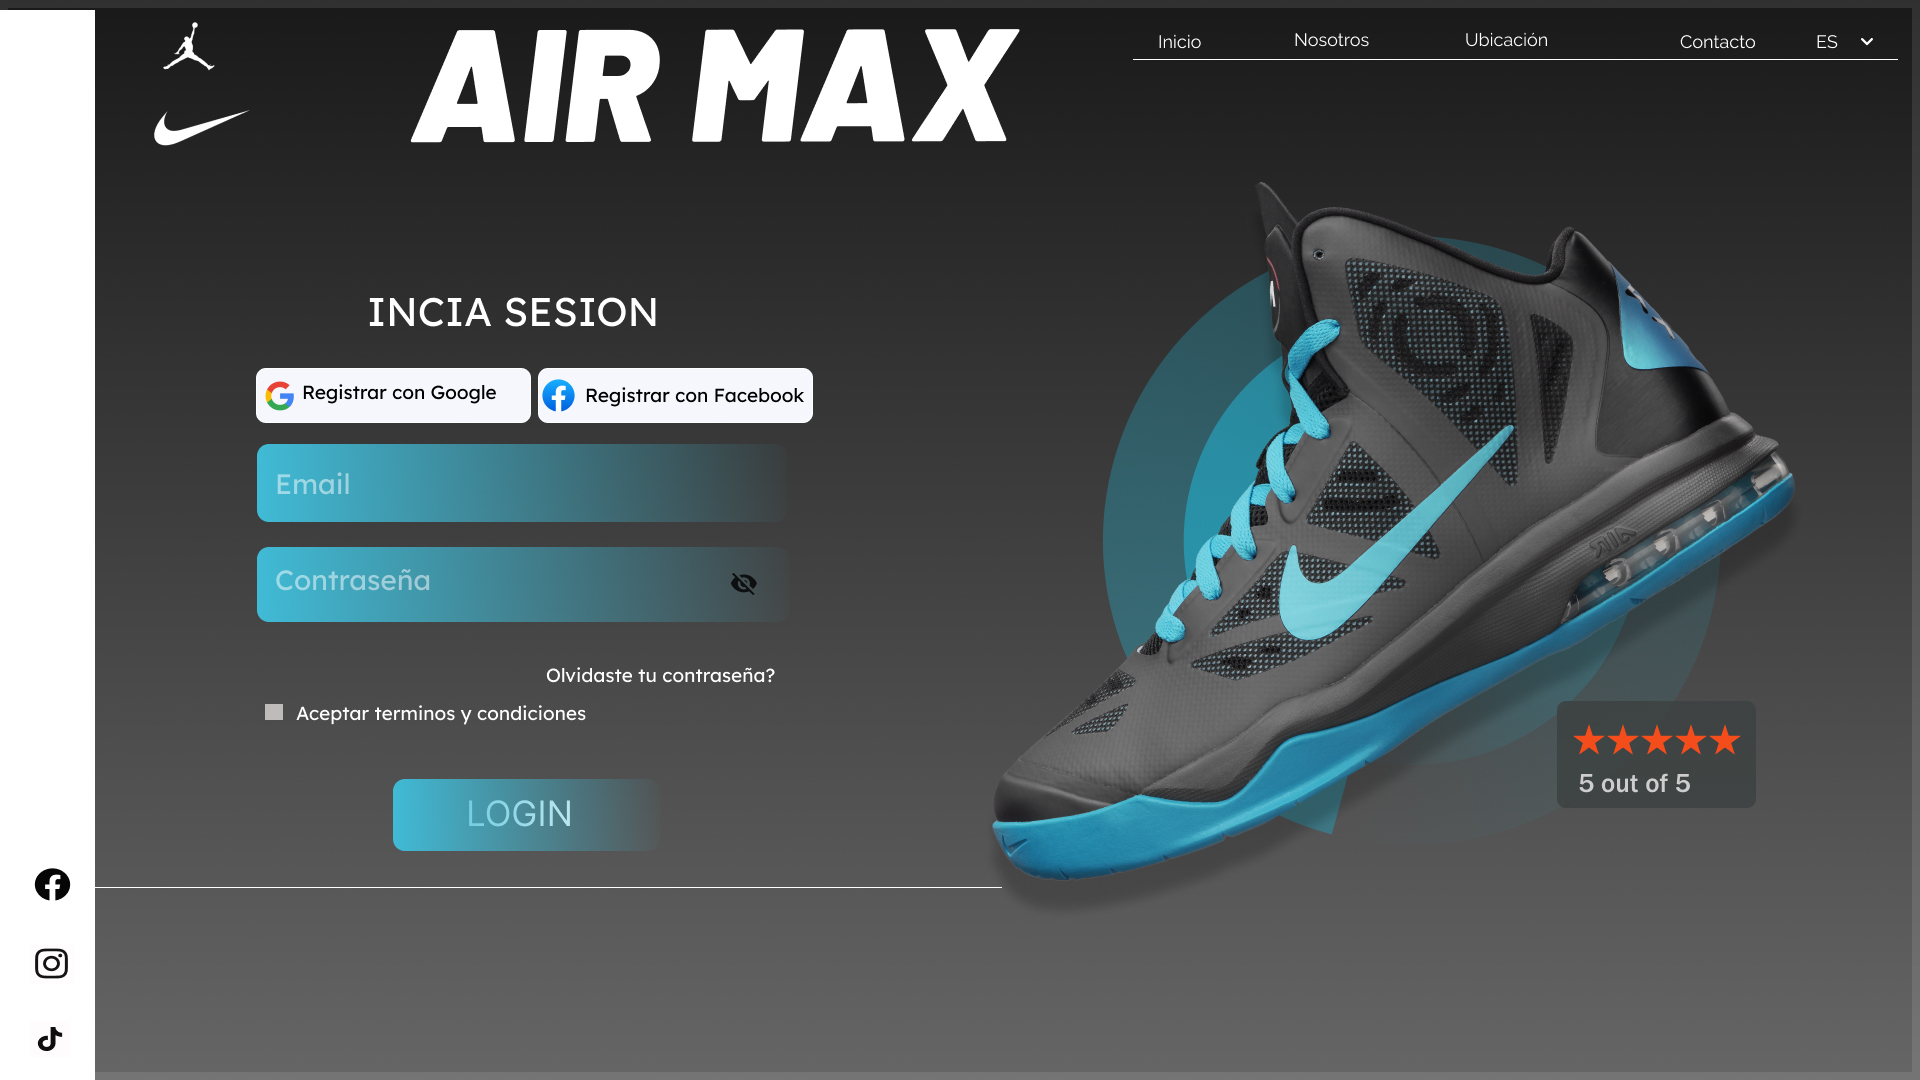 AIR MAX
Inicio Nosotros Ubicación Contacto ES
INCIA SESION
Registrar con Google Registrar con Facebook
Email
Contraseña
Olvidaste tu contraseña?
Aceptar terminos y condiciones
LOGIN
AIR
5 out of 5